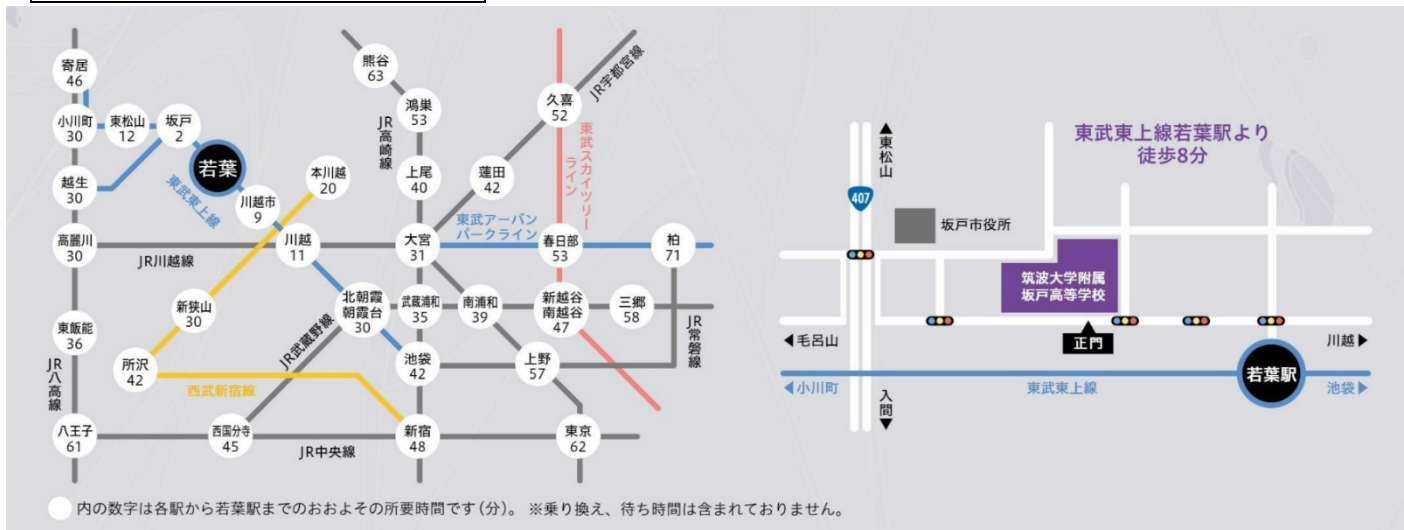 寄居
46
小川町
30
東松山
12
坂戸
2
若葉
越生
30
東武東上線
川越市
9
本川越
20
高麗川
30
JR川越線
川越
11
新狭山
30
東飯能
36
JR八高線
所沢
42
西武新宿線
八王子
61
西国分寺
45
JR中央線
JR武蔵野線
北朝霞
朝霞台
30
熊谷
63
鴻巣
53
JR高崎線
上尾
40
大宮
31
武蔵浦和
35
池袋
42
新宿
48
久喜
52
JR宇都宮線
蓮田
42
東武スカイツリー
ライン
東武アーバン
パークライン
春日部
53
柏
71
南浦和
39
新越谷
南越谷
47
三郷
58
JR常磐線
上野
57
東京
62
内の数字は各駅から若葉駅までのおおよその所要時間です(分)。 ※乗り換え、待ち時間は含まれておりません。
東武東上線若葉駅より
徒歩8分
▲東松山
407
坂戸市役所
筑波大学附属
坂戸高等学校
◀毛呂山
正門
川越▶
若葉駅
◀小川町
東武東上線
池袋▶
入間▼